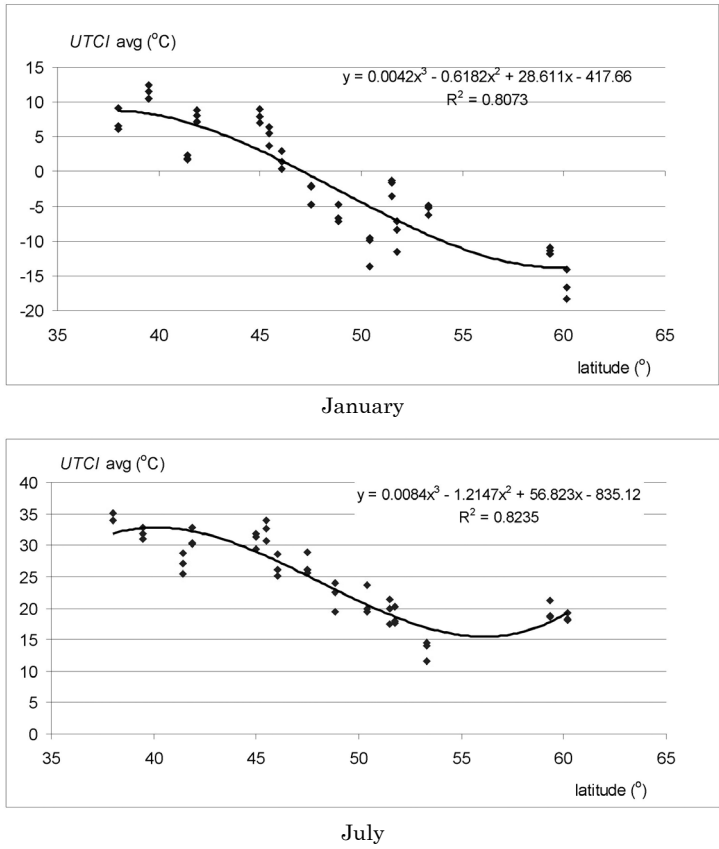 UTCI avg (°C)
y = 0.0042x³ - 0.6182x² + 28.611x - 417.66
R² = 0.8073
15
10
5
0
-5
-10
-15
-20
35 40 45 50 55 60 65
latitude (°)
January
UTCI avg (°C)
y = 0.0084x³ - 1.2147x² + 56.823x - 835.12
R² = 0.8235
40
35
30
25
20
15
10
5
0
35 40 45 50 55 60 65
latitude (°)
July